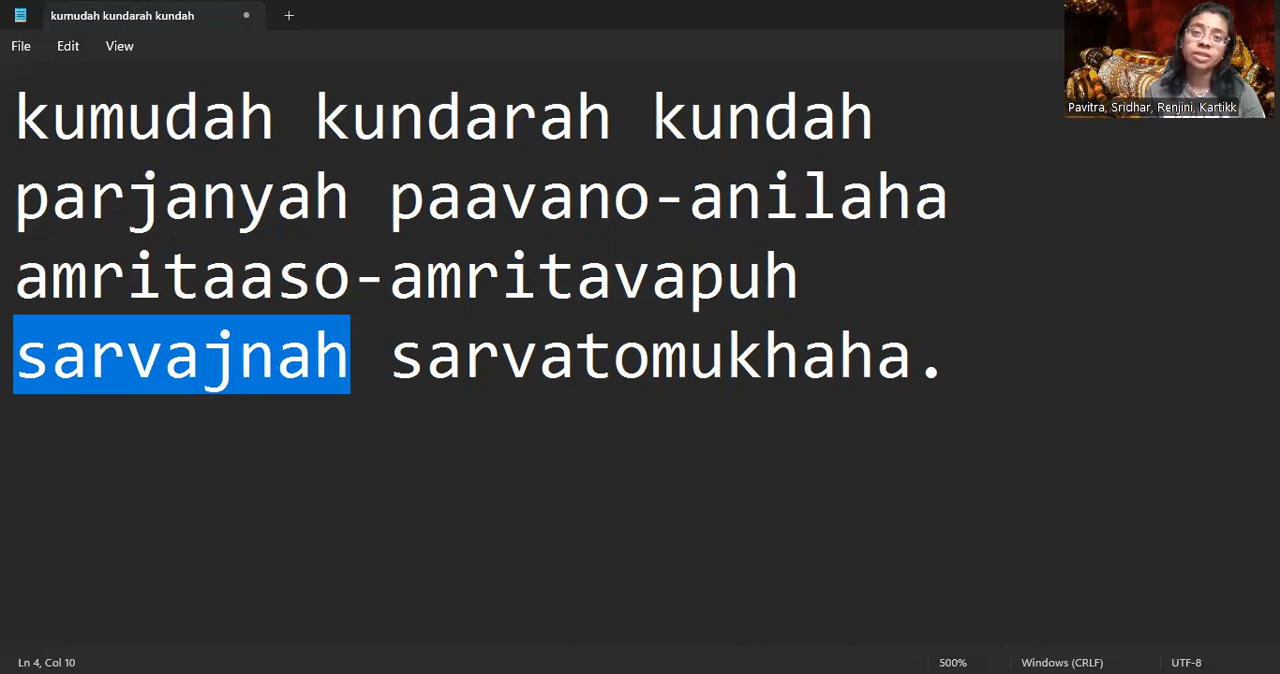 kumudah kundarah kundah
File Edit View
Pavitra, Sridhar, Renjini, Kartikk
kumudah kundarah kundah
parjanyah paavano-anilaha
amritaaso-amritavapuh
sarvajnah sarvatomukhaha.
Ln 4, Col 10 500% Windows (CRLF) UTF-8